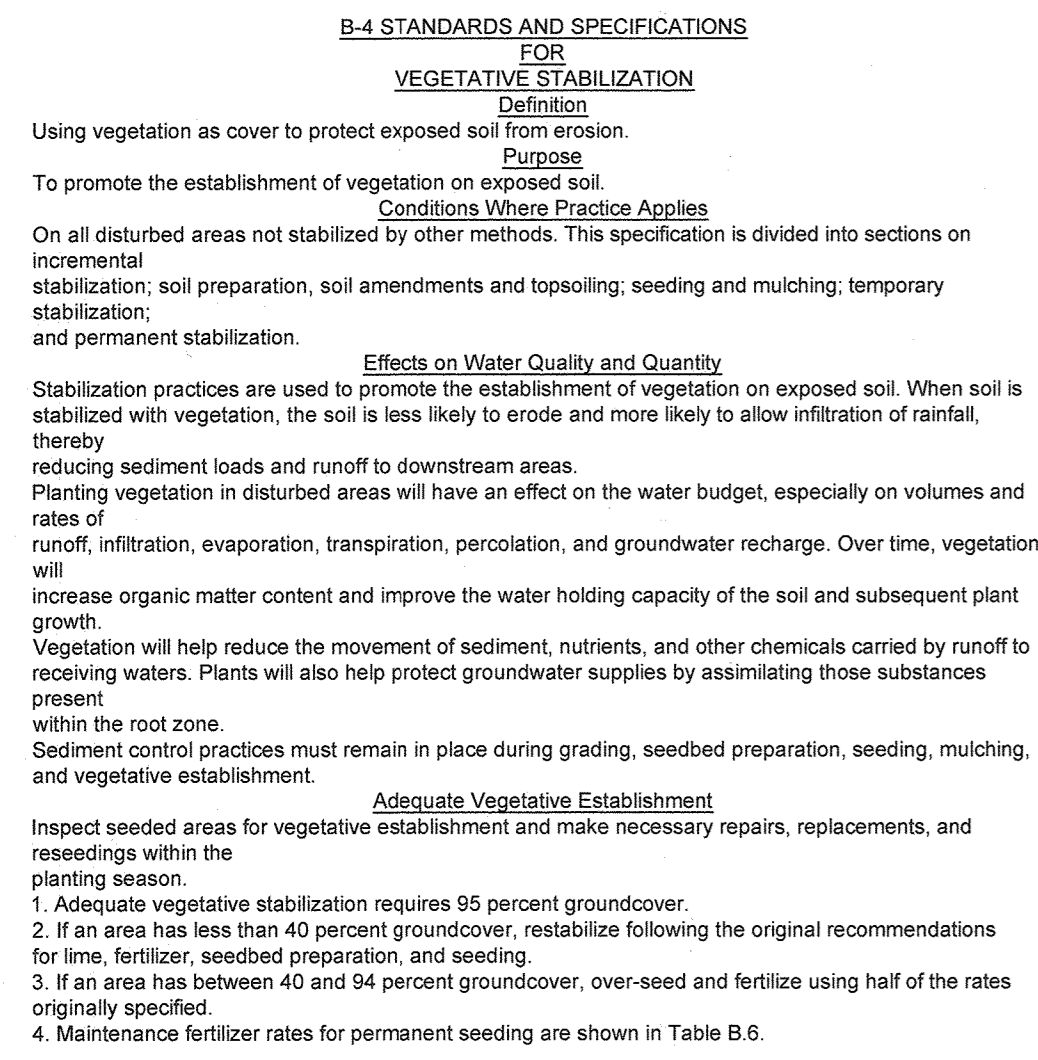 B-4 STANDARDS AND SPECIFICATIONS
FOR
VEGETATIVE STABILIZATION
Definition
Using vegetation as cover to protect exposed soil from erosion.
Purpose
To promote the establishment of vegetation on exposed soil.
Conditions Where Practice Applies
On all disturbed areas not stabilized by other methods. This specification is divided into sections on
incremental
stabilization; soil preparation, soil amendments and topsoiling; seeding and mulching; temporary
stabilization;
and permanent stabilization.
Effects on Water Quality and Quantity
Stabilization practices are used to promote the establishment of vegetation on exposed soil. When soil is
stabilized with vegetation, the soil is less likely to erode and more likely to allow infiltration of rainfall,
thereby
reducing sediment loads and runoff to downstream areas.
Planting vegetation in disturbed areas will have an effect on the water budget, especially on volumes and
rates of
runoff, infiltration, evaporation, transpiration, percolation, and groundwater recharge. Over time, vegetation
will
increase organic matter content and improve the water holding capacity of the soil and subsequent plant
growth.
Vegetation will help reduce the movement of sediment, nutrients, and other chemicals carried by runoff to
receiving waters. Plants will also help protect groundwater supplies by assimilating those substances
present
within the root zone.
Sediment control practices must remain in place during grading, seedbed preparation, seeding, mulching,
and vegetative establishment.
Adequate Vegetative Establishment
Inspect seeded areas for vegetative establishment and make necessary repairs, replacements, and
reseedings within the
planting season.
1. Adequate vegetative stabilization requires 95 percent groundcover.
2. If an area has less than 40 percent groundcover, restabilize following the original recommendations
for lime, fertilizer, seedbed preparation, and seeding.
3. If an area has between 40 and 94 percent groundcover, over-seed and fertilize using half of the rates
originally specified.
4. Maintenance fertilizer rates for permanent seeding are shown in Table B.6.